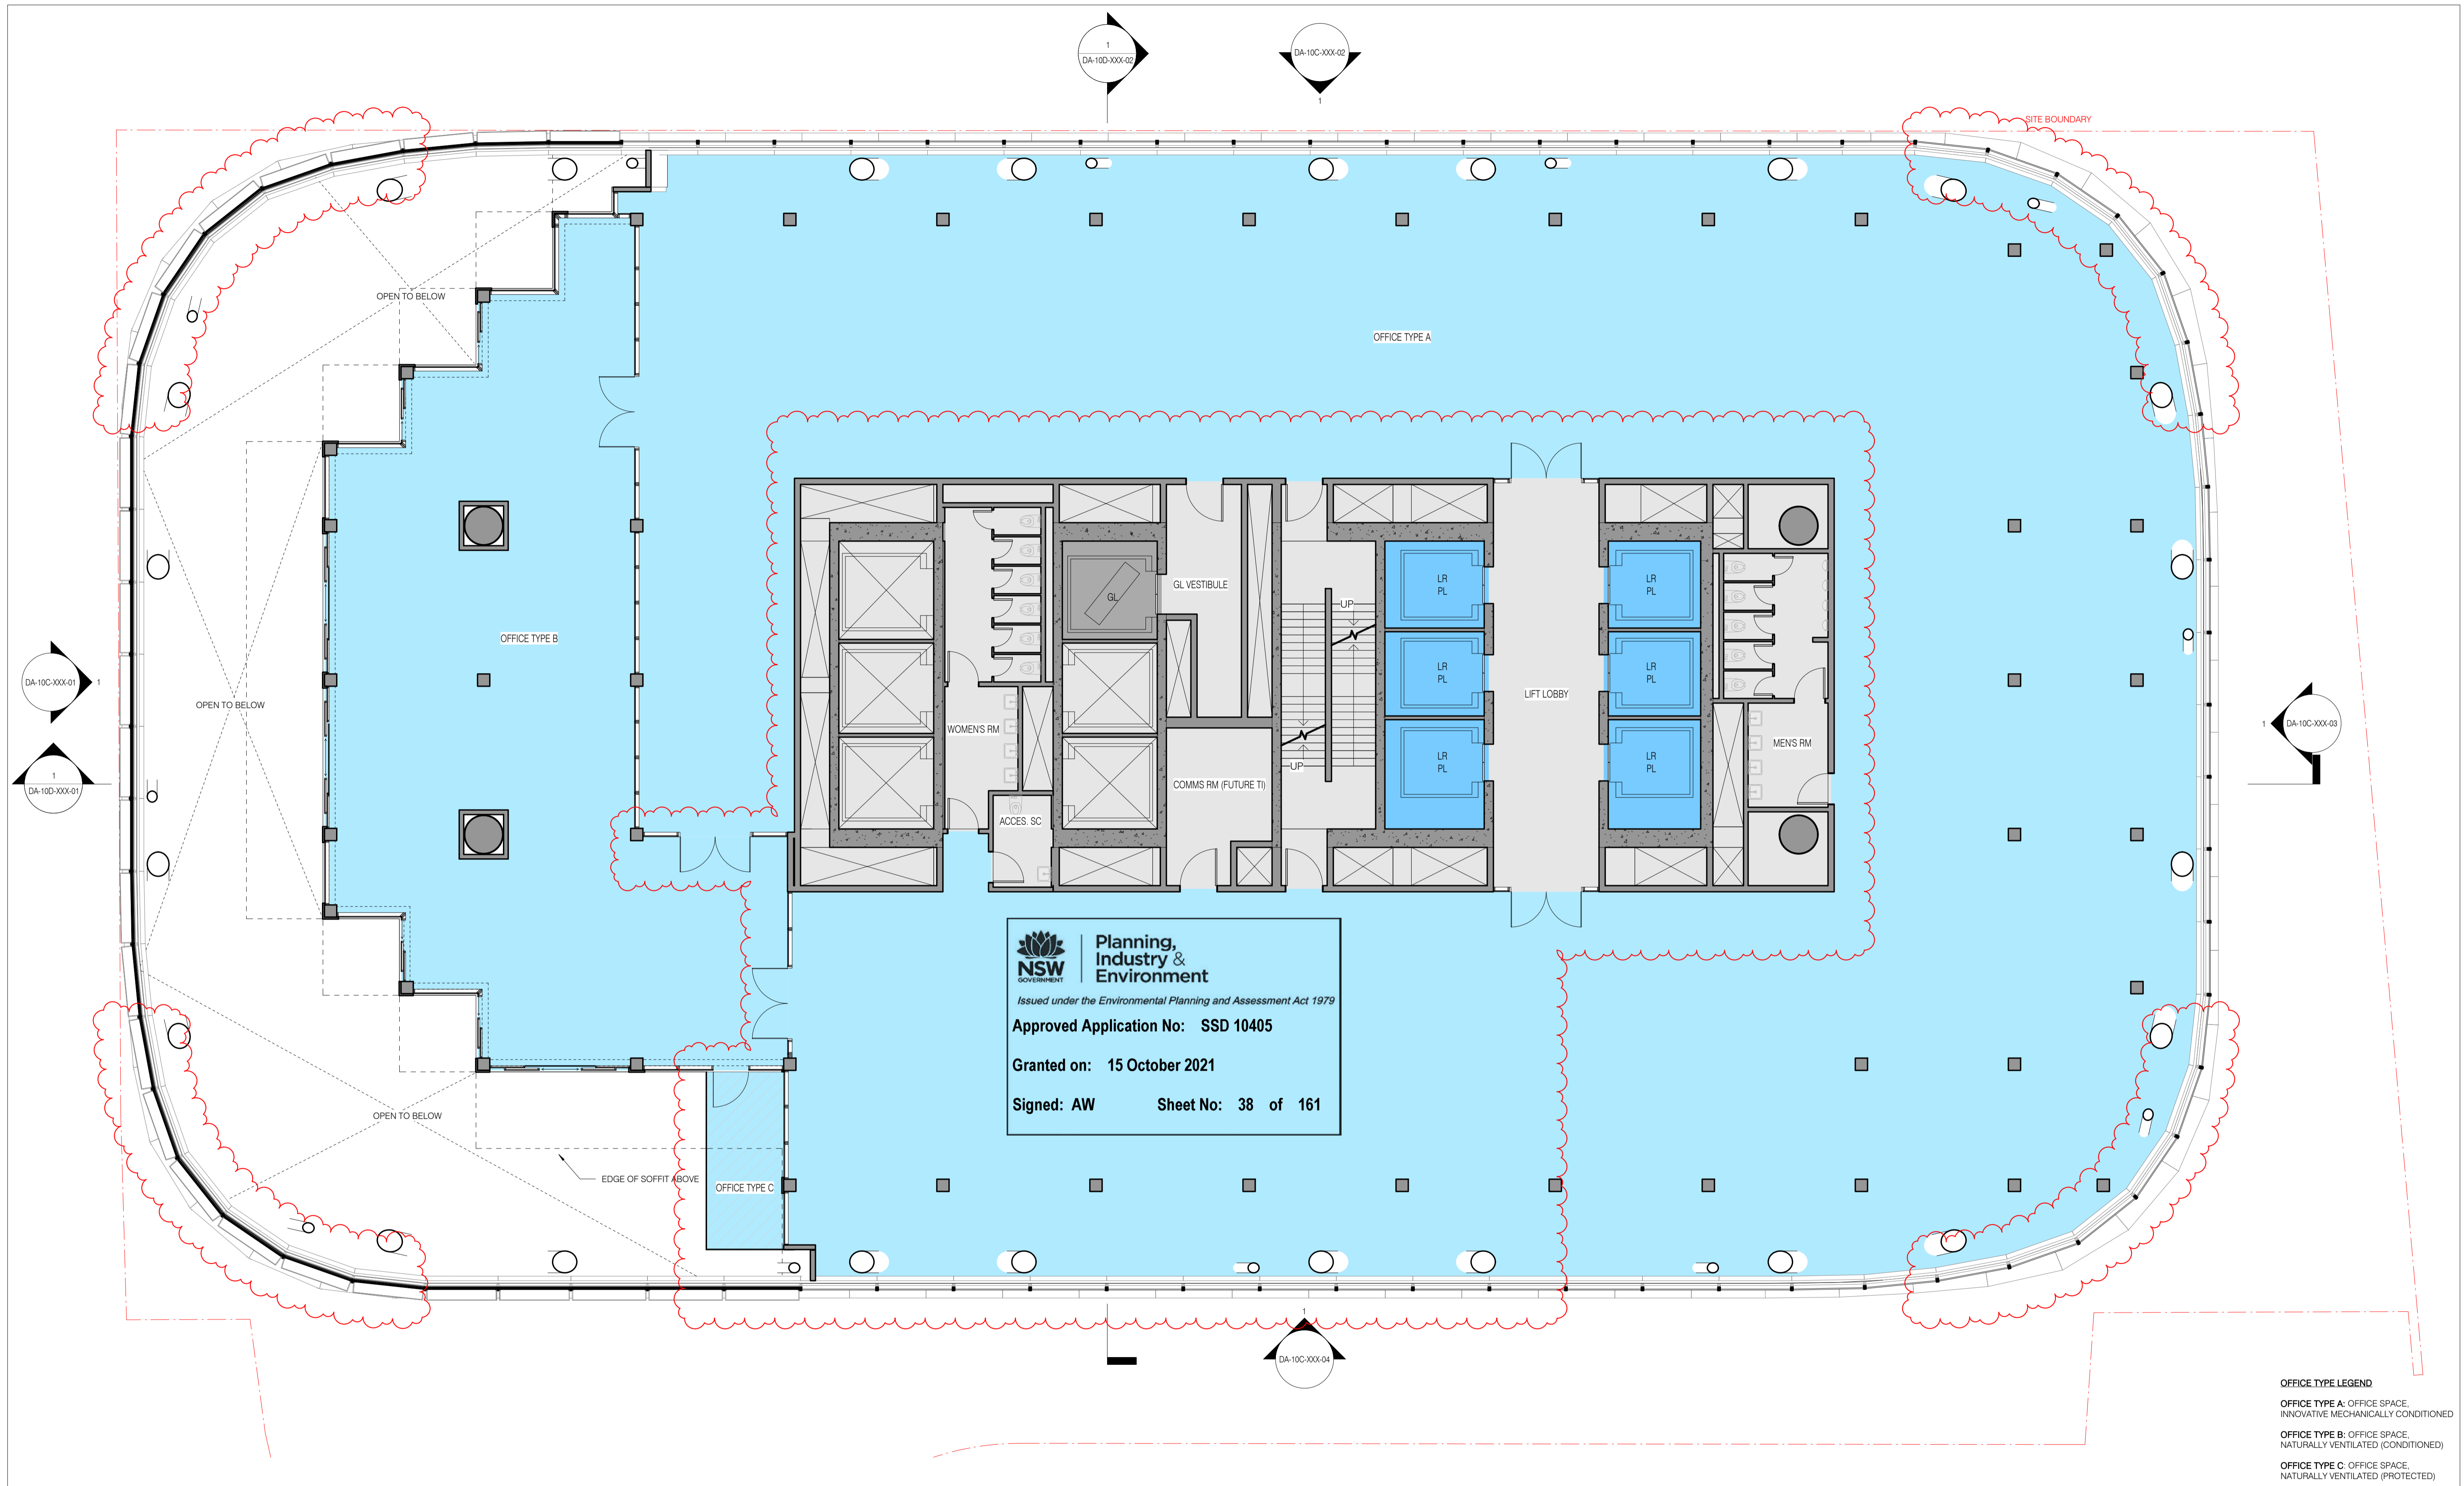 1
DA-10D-XXX-02
DA-10C-XXX-02
1
SITE BOUNDARY
OPEN TO BELOW
OFFICE TYPE A
GL VESTIBULE
GL
UP
LR
PL
LR
PL
OFFICE TYPE B
LR
PL
LR
PL
DA-10C-XXX-01
1
OPEN TO BELOW
LIFT LOBBY
WOMEN'S RM
MEN'S RM
1
DA-10C-XXX-03
LR
PL
LR
PL
UP
1
DA-10D-XXX-01
COMMS RM (FUTURE TI)
ACCES. SC
NSW
GOVERNMENT
Planning,
Industry &
Environment
Issued under the Environmental Planning and Assessment Act 1979
Approved Application No: SSD 10405
Granted on: 15 October 2021
Signed: AW Sheet No: 38 of 161
OPEN TO BELOW
EDGE OF SOFFIT ABOVE
OFFICE TYPE C
1
DA-10C-XXX-04
OFFICE TYPE LEGEND
OFFICE TYPE A: OFFICE SPACE,
INNOVATIVE MECHANICALLY CONDITIONED
OFFICE TYPE B: OFFICE SPACE,
NATURALLY VENTILATED (CONDITIONED)
OFFICE TYPE C: OFFICE SPACE,
NATURALLY VENTILATED (PROTECTED)